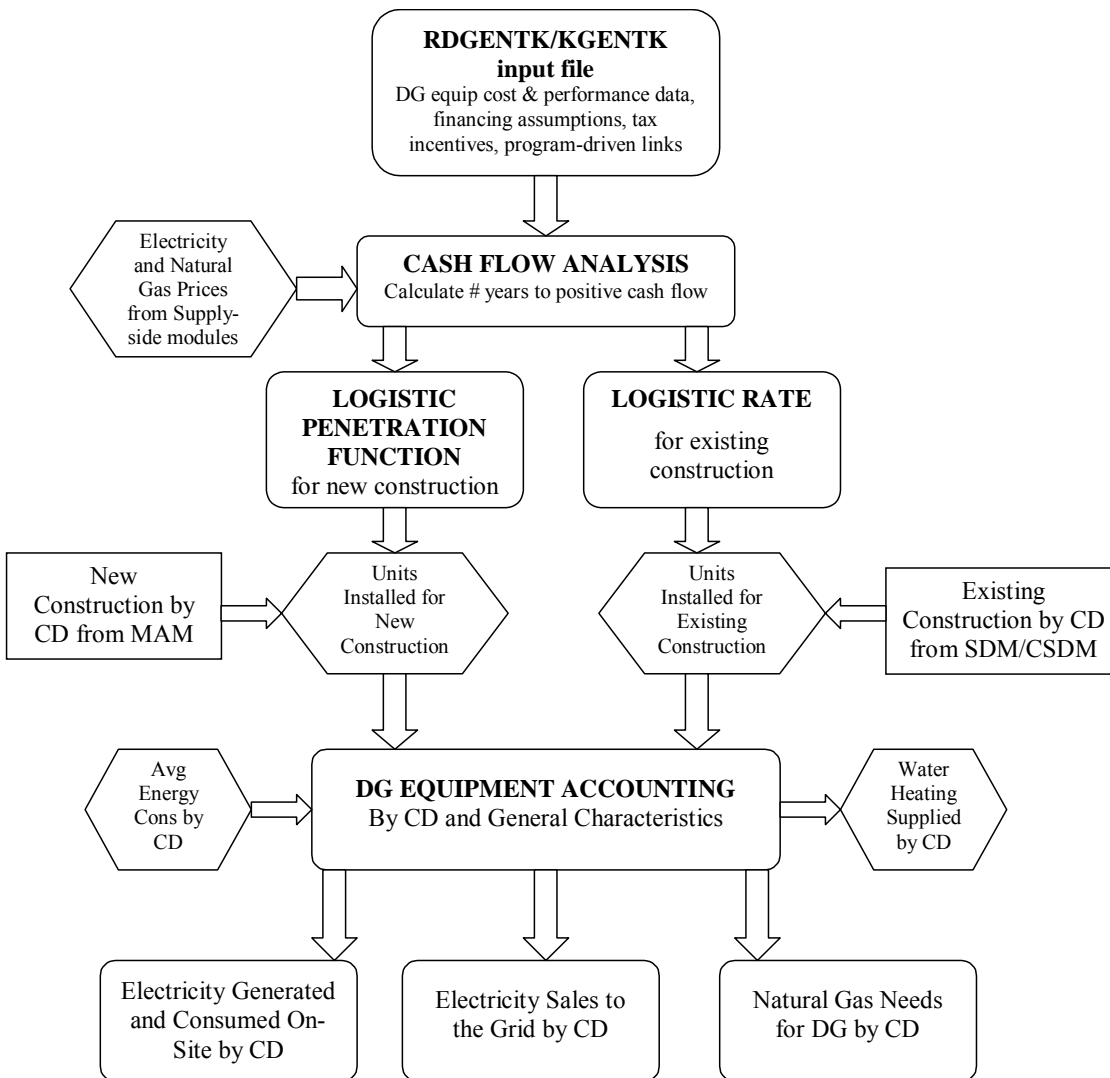 RDGENTK/KGENTK
input file
DG equip cost & performance data,
financing assumptions, tax
incentives, program-driven links
Electricity
and Natural
Gas Prices
from Supply-
side modules
CASH FLOW ANALYSIS
Calculate # years to positive cash flow
LOGISTIC
PENETRATION
FUNCTION
for new construction
LOGISTIC RATE
for existing
construction
New
Construction by
CD from MAM
Units
Installed for
New
Construction
Units
Installed for
Existing
Construction
Existing
Construction by CD
from SDM/CSDM
Avg
Energy
Cons by
CD
DG EQUIPMENT ACCOUNTING
By CD and General Characteristics
Water
Heating
Supplied
by CD
Electricity Generated
and Consumed On-
Site by CD
Electricity Sales to
the Grid by CD
Natural Gas Needs
for DG by CD